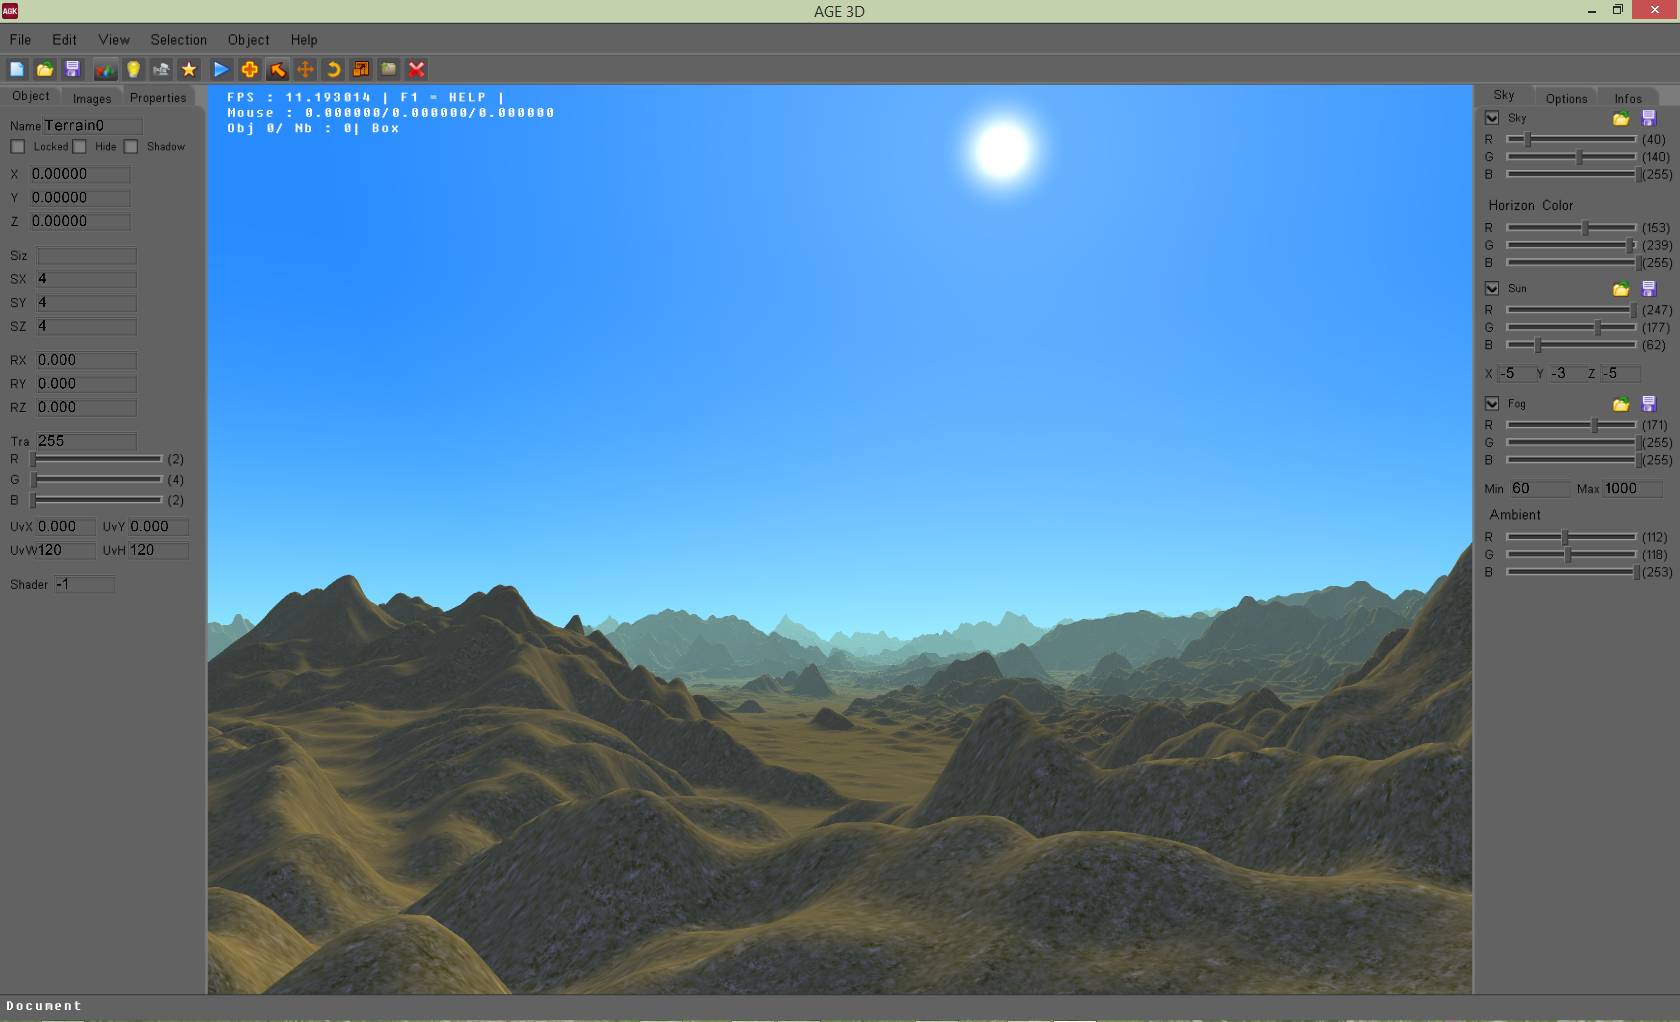 AGK
AGE 3D
File Edit View Selection Object Help
Object Images Properties
Name Terrain0
Locked Hide Shadow
X 0.00000
Y 0.00000
Z 0.00000
Siz
SX 4
SY 4
SZ 4
RX 0.000
RY 0.000
RZ 0.000
Tra 255
R (2)
G (4)
B (2)
UvX 0.000 UvY 0.000
UvW 120 UvH 120
Shader -1
FPS : 11.193014 | F1 = HELP |
Mouse : 0.000000/0.000000/0.000000
Obj 0/ Nb : 0| Box
Sky Options Infos
Sky
R (40)
G (140)
B (255)
Horizon Color
R (153)
G (239)
B (255)
Sun
R (247)
G (177)
B (62)
X -5 Y -3 Z -5
Fog
R (171)
G (255)
B (255)
Min 60 Max 1000
Ambient
R (112)
G (118)
B (253)
Document